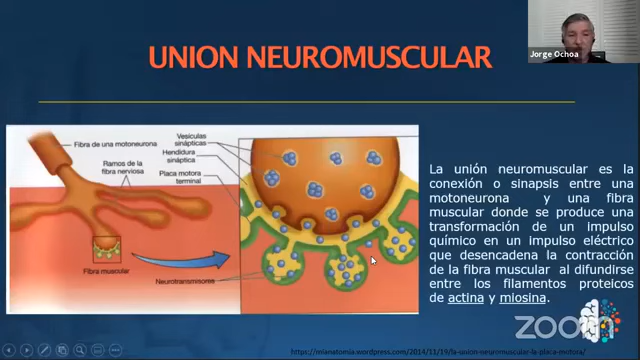 Jorge Ochoa
UNION NEUROMUSCULAR
Fibra de una motoneurona
Ramos de la
fibra nerviosa
Fibra muscular
Vesículas
sinápticas
Hendidura
sináptica
Placa motora
terminal
Neurotransmisores
La unión neuromuscular es la
conexión o sinapsis entre una
motoneurona y una fibra
muscular donde se produce una
transformación de un impulso
químico en un impulso eléctrico
que desencadena la contracción
de la fibra muscular al difundirse
entre los filamentos proteicos
de actina y miosina.
zoom
https://mianatomia.wordpress.com/2014/11/19/la-union-neuromuscular-la-placa-motora/